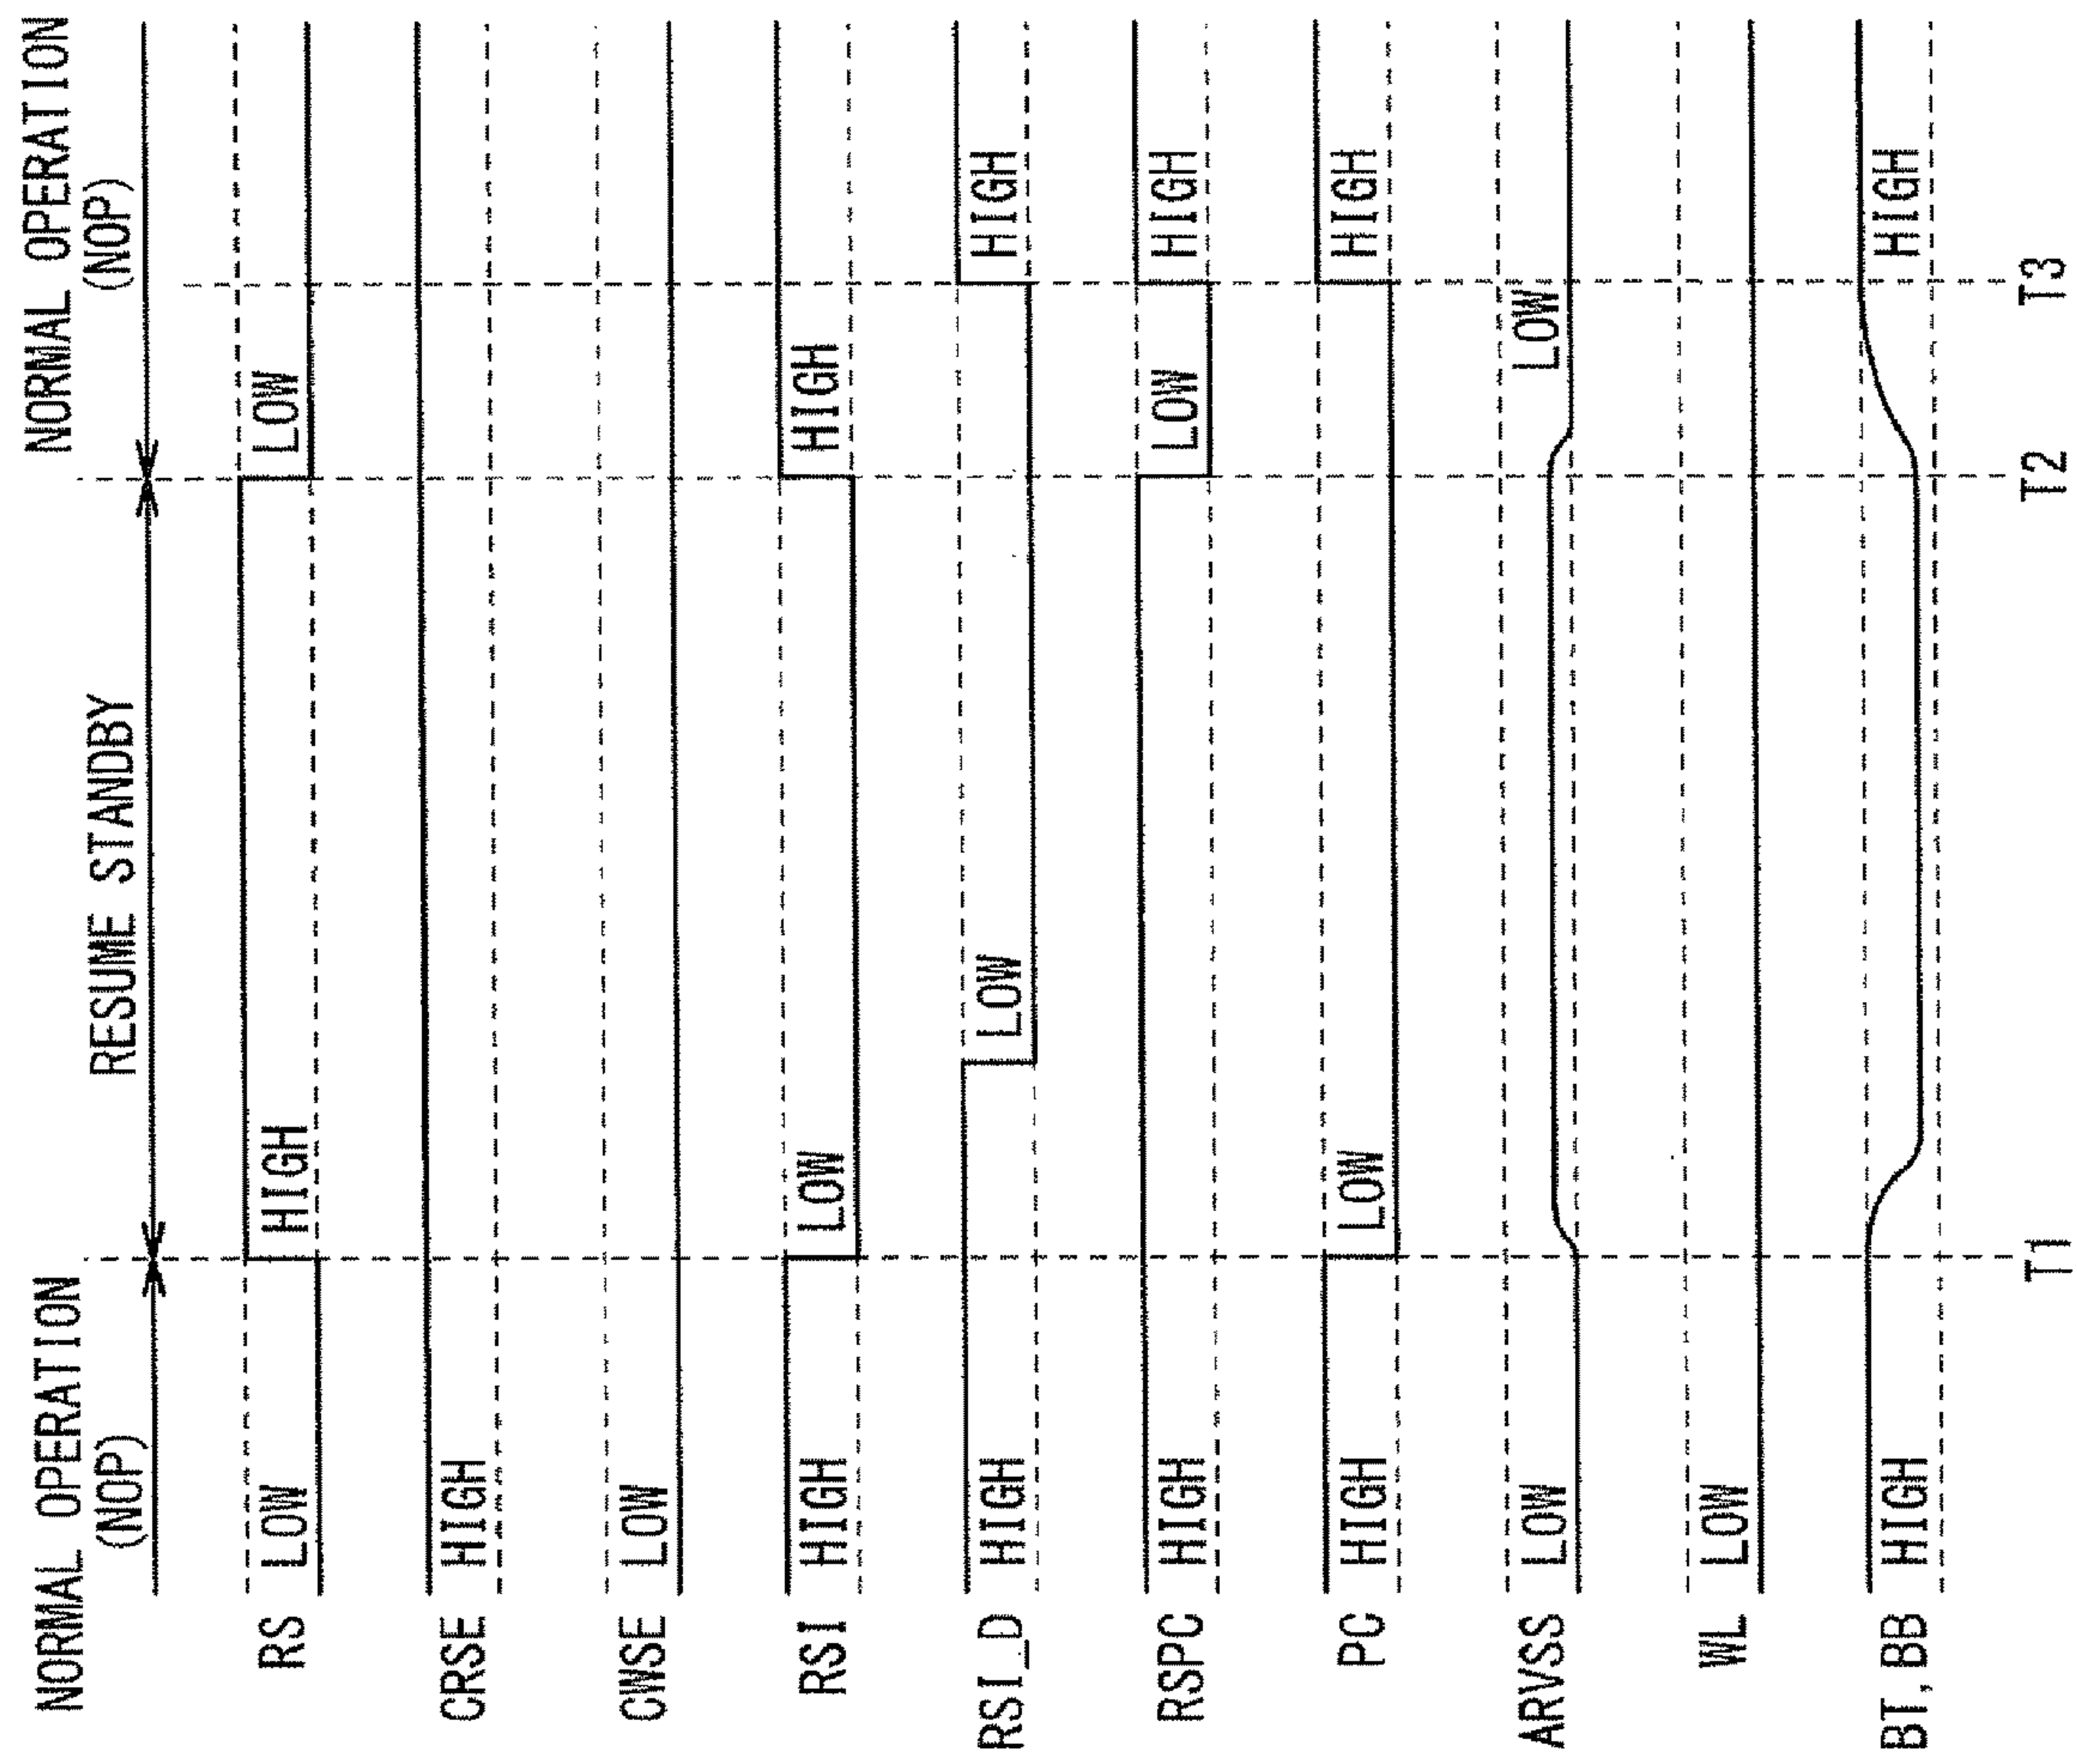 NORMAL OPERATION
(NOP)
RESUME STANDBY
NORMAL OPERATION
(NOP)
RS LOW HIGH LOW
CRSE HIGH
CWSE LOW
RSI HIGH LOW HIGH
RSI_D HIGH LOW HIGH
RSPC HIGH LOW HIGH
PC HIGH LOW HIGH
ARVSS LOW LOW
WL LOW
BT,BB HIGH HIGH
T1 T2 T3